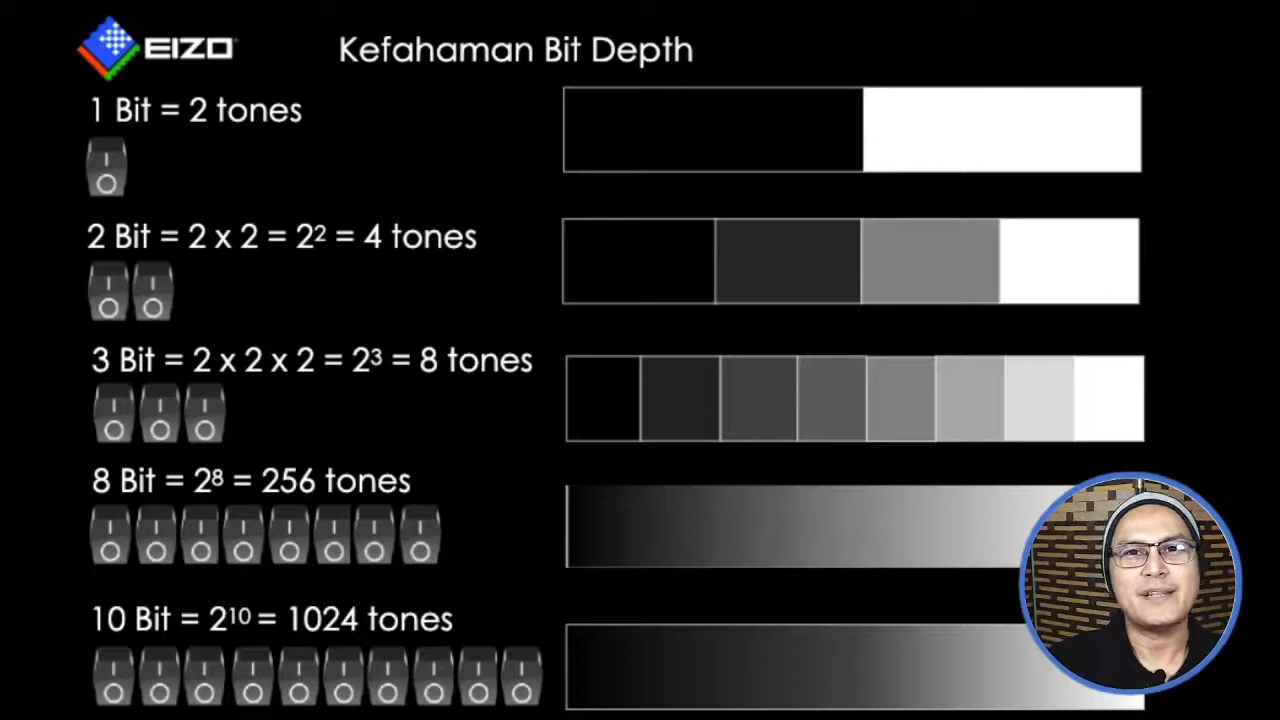 EIZO
Kefahaman Bit Depth
1 Bit = 2 tones
2 Bit = 2 x 2 = 2² = 4 tones
3 Bit = 2 x 2 x 2 = 2³ = 8 tones
8 Bit = 2⁸ = 256 tones
10 Bit = 2¹⁰ = 1024 tones